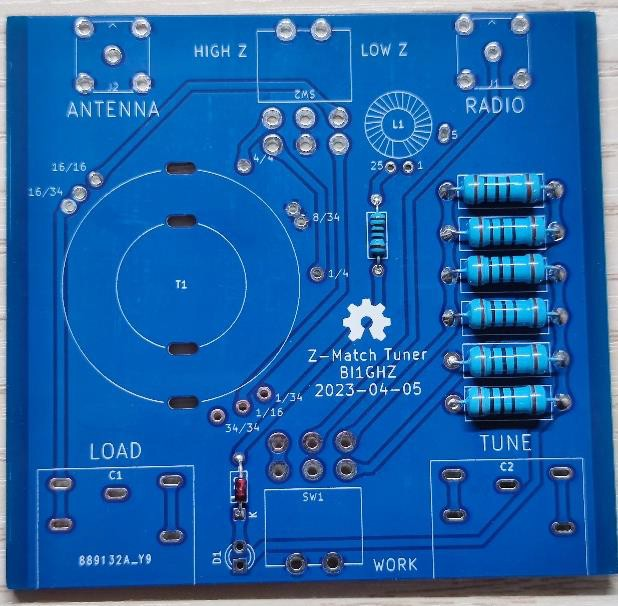 HIGH Z
LOW Z
J2
SW2
J1
ANTENNA
RADIO
L1
5
25
1
4/4
16/16
16/34
8/34
1/4
T1
Z-Match Tuner
BI1GHZ
2023-04-05
1/34
1/16
34/34
LOAD
TUNE
C1
C2
SW1
K
D1
889132A_Y9
WORK